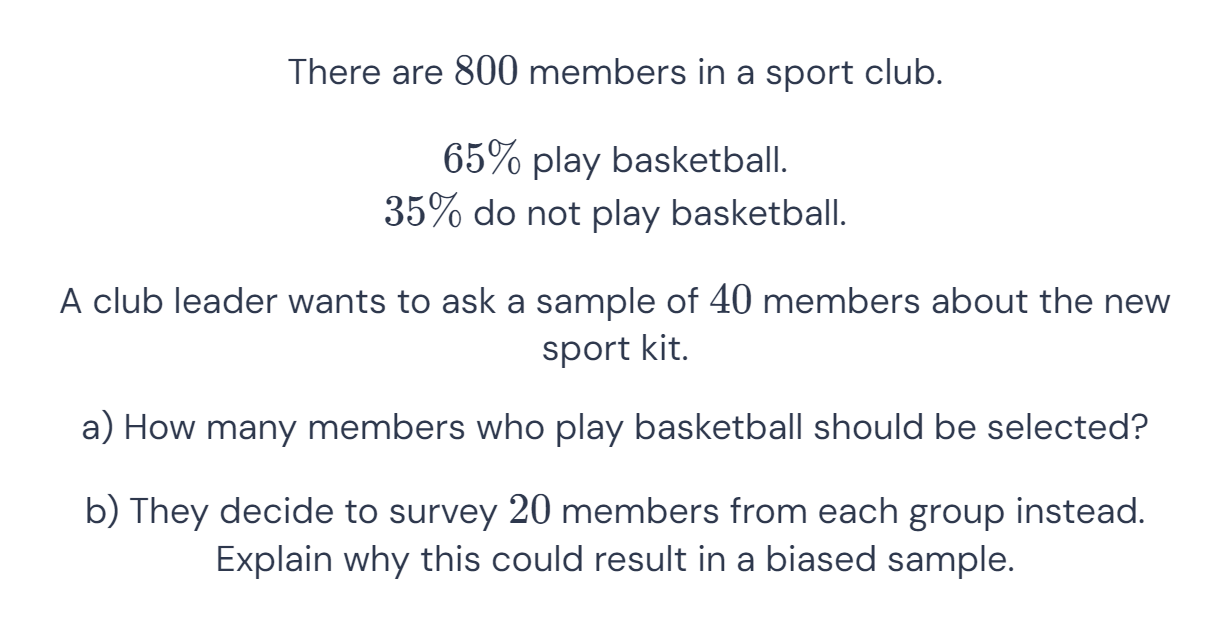 There are 800 members in a sport club.
65% play basketball.
35% do not play basketball.
A club leader wants to ask a sample of 40 members about the new
sport kit.
a) How many members who play basketball should be selected?
b) They decide to survey 20 members from each group instead.
Explain why this could result in a biased sample.